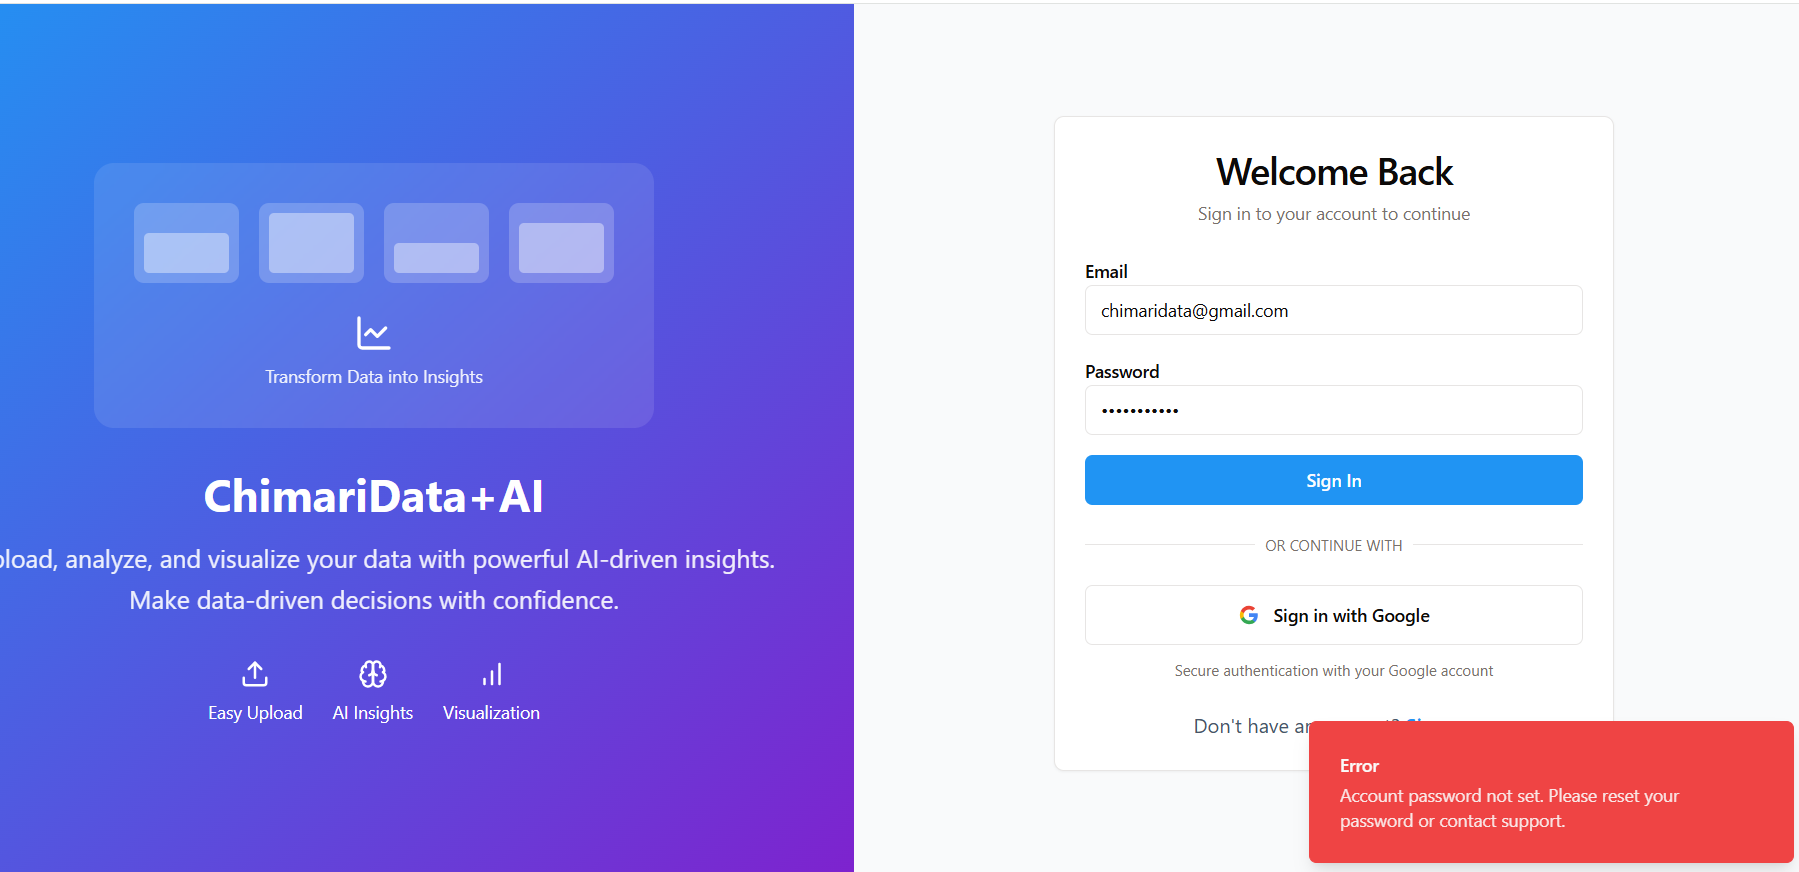 Transform Data into Insights
ChimariData+AI
load, analyze, and visualize your data with powerful AI-driven insights.
Make data-driven decisions with confidence.
Easy Upload
AI Insights
Visualization
Welcome Back
Sign in to your account to continue
Email
chimaridata@gmail.com
Password
•••••••••••
Sign In
OR CONTINUE WITH
Sign in with Google
Secure authentication with your Google account
Don't have
Error
Account password not set. Please reset your
password or contact support.